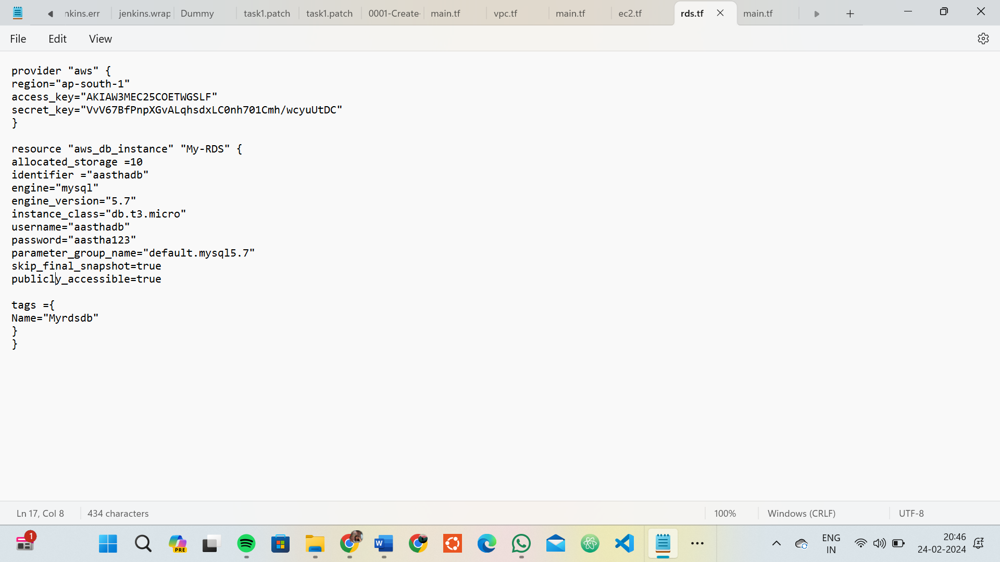 nkins.err
jenkins.wrap
Dummy
task1.patch
task1.patch
0001-Create-
main.tf
vpc.tf
main.tf
ec2.tf
rds.tf
main.tf
File
Edit
View
provider "aws" {
region="ap-south-1"
access_key="AKIAW3MEC25COETWGSLF"
secret_key="VvV67BfPnpXGvALqhsdxLC0nh701Cmh/wcyuUtDC"
}
resource "aws_db_instance" "My-RDS" {
allocated_storage =10
identifier ="aasthadb"
engine="mysql"
engine_version="5.7"
instance_class="db.t3.micro"
username="aasthadb"
password="aastha123"
parameter_group_name="default.mysql5.7"
skip_final_snapshot=true
publicly_accessible=true
tags ={
Name="Myrdsdb"
}
}
Ln 17, Col 8
434 characters
100%
Windows (CRLF)
UTF-8
1
PRE
W
ENG
IN
20:46
24-02-2024